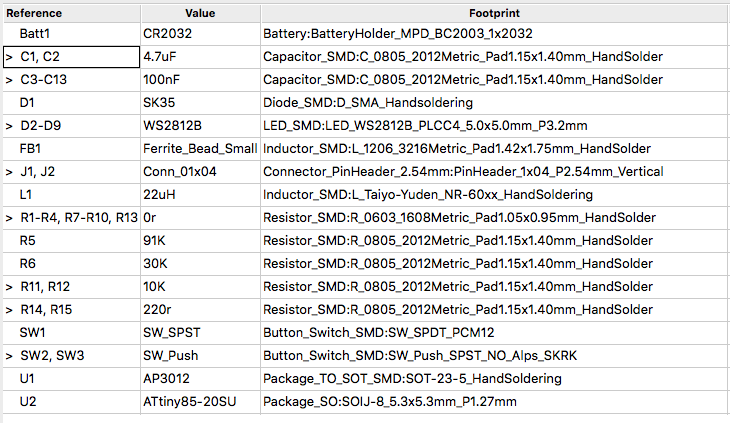 Reference Value Footprint
Batt1 CR2032 Battery:BatteryHolder_MPD_BC2003_1x2032
> C1, C2 4.7uF Capacitor_SMD:C_0805_2012Metric_Pad1.15x1.40mm_HandSolder
> C3-C13 100nF Capacitor_SMD:C_0805_2012Metric_Pad1.15x1.40mm_HandSolder
D1 SK35 Diode_SMD:D_SMA_Handsoldering
> D2-D9 WS2812B LED_SMD:LED_WS2812B_PLCC4_5.0x5.0mm_P3.2mm
FB1 Ferrite_Bead_Small Inductor_SMD:L_1206_3216Metric_Pad1.42x1.75mm_HandSolder
> J1, J2 Conn_01x04 Connector_PinHeader_2.54mm:PinHeader_1x04_P2.54mm_Vertical
L1 22uH Inductor_SMD:L_Taiyo-Yuden_NR-60xx_HandSoldering
> R1-R4, R7-R10, R13 0r Resistor_SMD:R_0603_1608Metric_Pad1.05x0.95mm_HandSolder
R5 91K Resistor_SMD:R_0805_2012Metric_Pad1.15x1.40mm_HandSolder
R6 30K Resistor_SMD:R_0805_2012Metric_Pad1.15x1.40mm_HandSolder
> R11, R12 10K Resistor_SMD:R_0805_2012Metric_Pad1.15x1.40mm_HandSolder
> R14, R15 220r Resistor_SMD:R_0805_2012Metric_Pad1.15x1.40mm_HandSolder
SW1 SW_SPST Button_Switch_SMD:SW_SPDT_PCM12
> SW2, SW3 SW_Push Button_Switch_SMD:SW_Push_SPST_NO_Alps_SKRK
U1 AP3012 Package_TO_SOT_SMD:SOT-23-5_HandSoldering
U2 ATtiny85-20SU Package_SO:SOIJ-8_5.3x5.3mm_P1.27mm